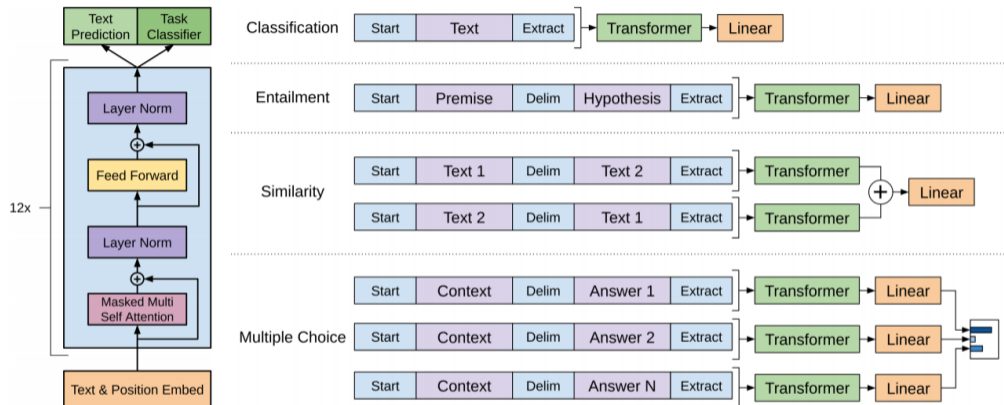 Text
Prediction
Task
Classifier
12x
Layer Norm
Feed Forward
Layer Norm
Masked Multi
Self Attention
Text & Position Embed
Classification
Start Text Extract Transformer Linear
Entailment
Start Premise Delim Hypothesis Extract Transformer Linear
Similarity
Start Text 1 Delim Text 2 Extract Transformer
Start Text 2 Delim Text 1 Extract Transformer
Linear
Multiple Choice
Start Context Delim Answer 1 Extract Transformer Linear
Start Context Delim Answer 2 Extract Transformer Linear
Start Context Delim Answer N Extract Transformer Linear